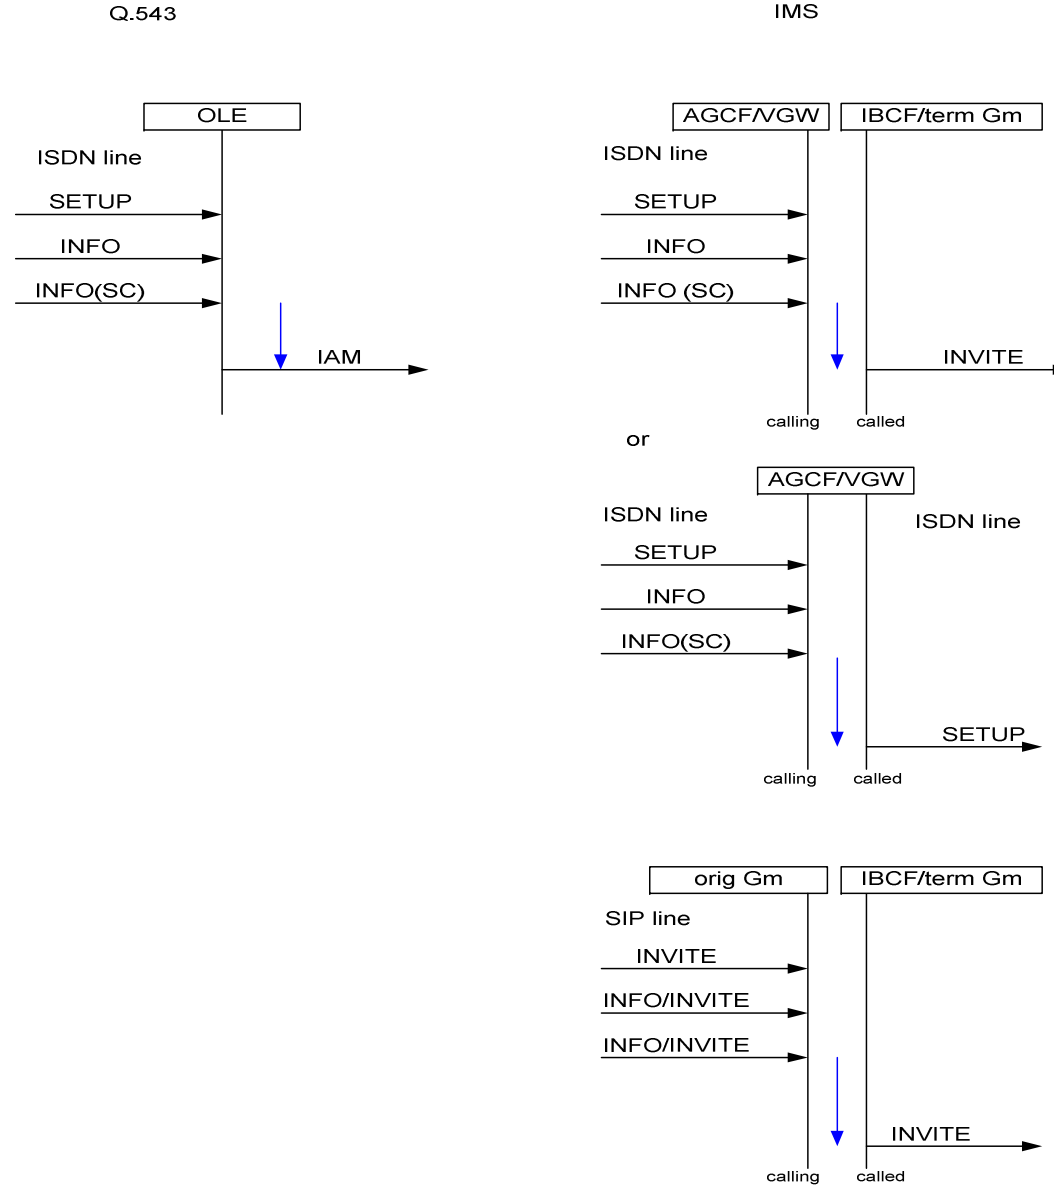 Q.543
IMS
OLE
ISDN line
SETUP
INFO
INFO(SC)
IAM
AGCF/VGW
IBCF/term Gm
ISDN line
SETUP
INFO
INFO (SC)
INVITE
calling
called
or
AGCF/VGW
ISDN line
ISDN line
SETUP
INFO
INFO(SC)
SETUP
calling
called
orig Gm
IBCF/term Gm
SIP line
INVITE
INFO/INVITE
INFO/INVITE
INVITE
calling
called